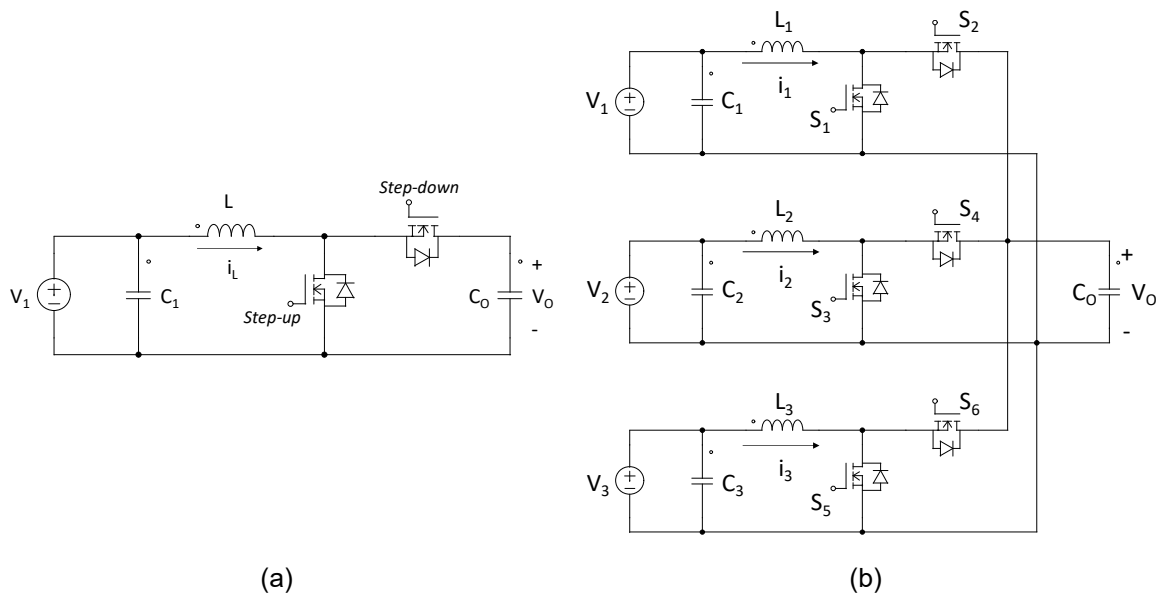 L
Step-down
V1
C1
iL
Step-up
CO
+
VO
-
(a)
L1
S2
V1
C1
i1
S1
L2
S4
V2
C2
i2
S3
CO
+
VO
-
L3
S6
V3
C3
i3
S5
(b)